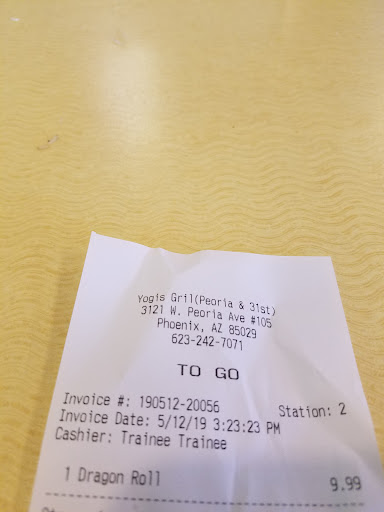 Yogis Gril(Peoria & 31st)
3121 W. Peoria Ave #105
Phoenix, AZ 85029
623-242-7071
TO GO
Invoice #: 190512-20056 Station: 2
Invoice Date: 5/12/19 3:23:23 PM
Cashier: Trainee Trainee
1 Dragon Roll 9.99